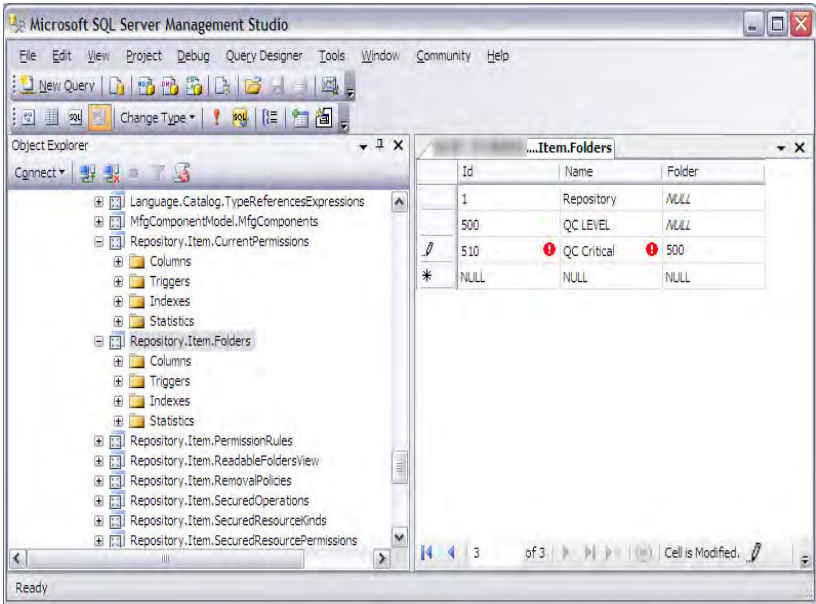 Microsoft SQL Server Management Studio
File Edit View Project Debug Query Designer Tools Window Community Help
New Query
Change Type
Object Explorer
Connect
Language.Catalog.TypeReferencesExpressions
MfgComponentModel.MfgComponents
Repository.Item.CurrentPermissions
Columns
Triggers
Indexes
Statistics
Repository.Item.Folders
Columns
Triggers
Indexes
Statistics
Repository.Item.PermissionRules
Repository.Item.ReadableFoldersView
Repository.Item.RemovalPolicies
Repository.Item.SecuredOperations
Repository.Item.SecuredResourceKinds
Repository.Item.SecuredResourcePermissions
....Item.Folders
Id Name Folder
1 Repository NULL
500 QC LEVEL NULL
510 QC Critical 500
NULL NULL NULL
3 of 3 Cell is Modified.
Ready